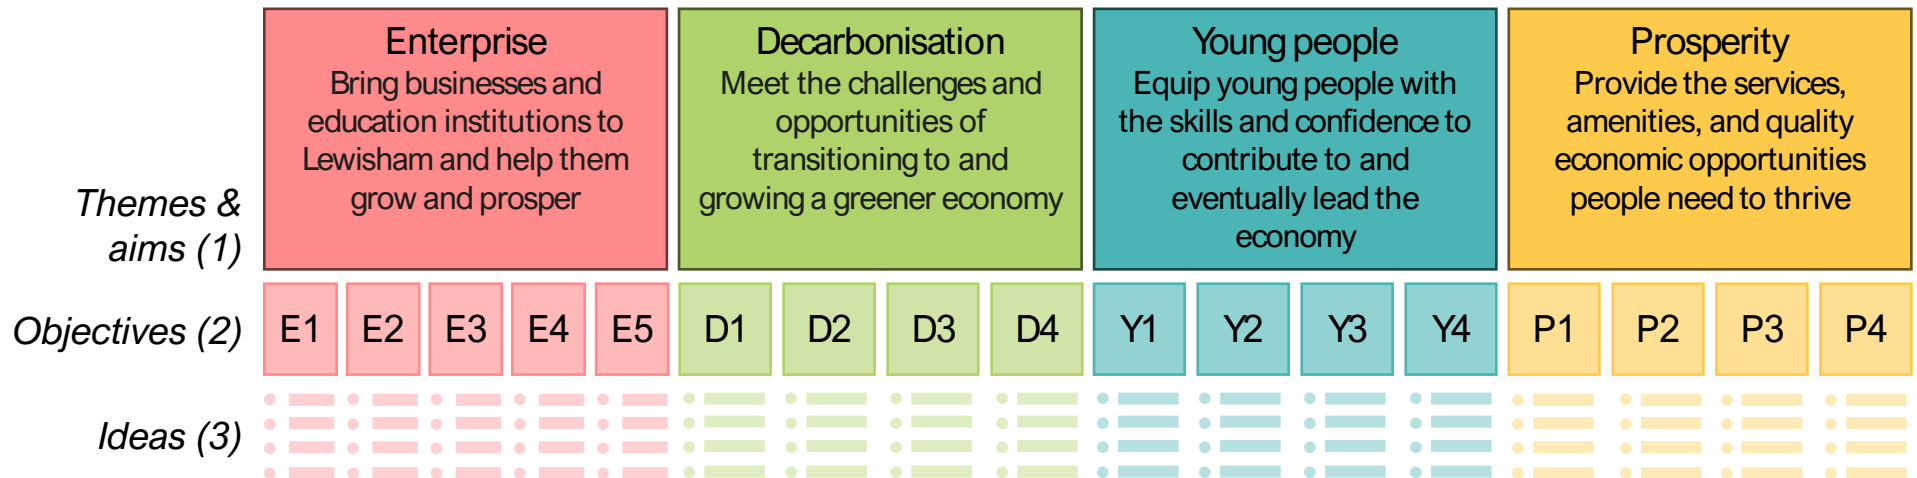 Enterprise
Bring businesses and
education institutions to
Lewisham and help them
grow and prosper
Decarbonisation
Meet the challenges and
opportunities of
transitioning to and
growing a greener economy
Young people
Equip young people with
the skills and confidence to
contribute to and
eventually lead the
economy
Prosperity
Provide the services,
amenities, and quality
economic opportunities
people need to thrive
Themes &
aims (1)
Objectives (2)
E1 E2 E3 E4 E5 D1 D2 D3 D4 Y1 Y2 Y3 Y4 P1 P2 P3 P4
Ideas (3)